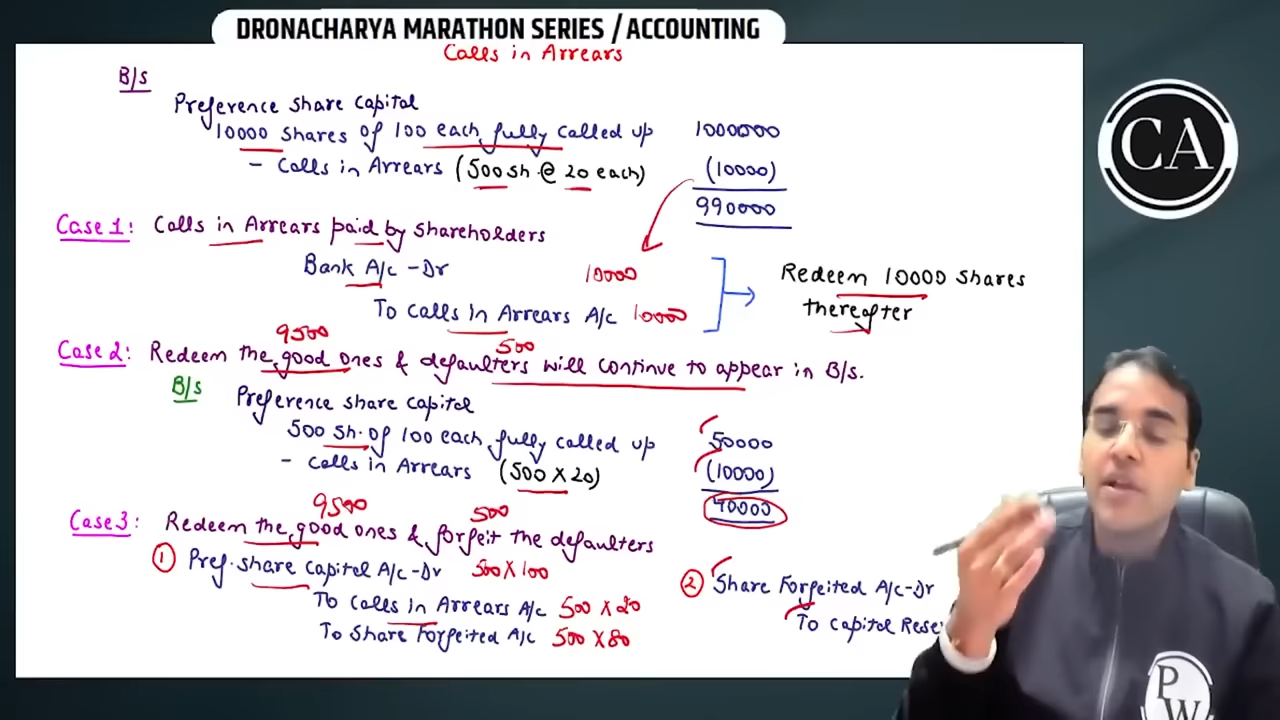 DRONACHARYA MARATHON SERIES / ACCOUNTING
Calls in Arrears
B/s
Preference share capital
10000 shares of 100 each, fully called up 1000000
- Calls in Arrears (500 sh. @ 20 each) (10000)
990000
Case 1: Calls in Arrears paid by shareholders
Bank A/c - Dr 10000
To calls in Arrears A/c 10000
Redeem 10000 shares
thereafter
9500 500
Case 2: Redeem the good ones & defaulters will continue to appear in B/s.
B/s
Preference share capital
500 sh. of 100 each, fully called up 50000
- calls in Arrears (500 X 20) (10000)
40000
9500 500
Case 3: Redeem the good ones & forfeit the defaulters
① Pref. share capital A/c - Dr 500 X 100
To calls in Arrears A/c 500 X 20
To share Forfeited A/c 500 X 80
② Share Forfeited A/c - Dr
To capital Rese
CA
PW